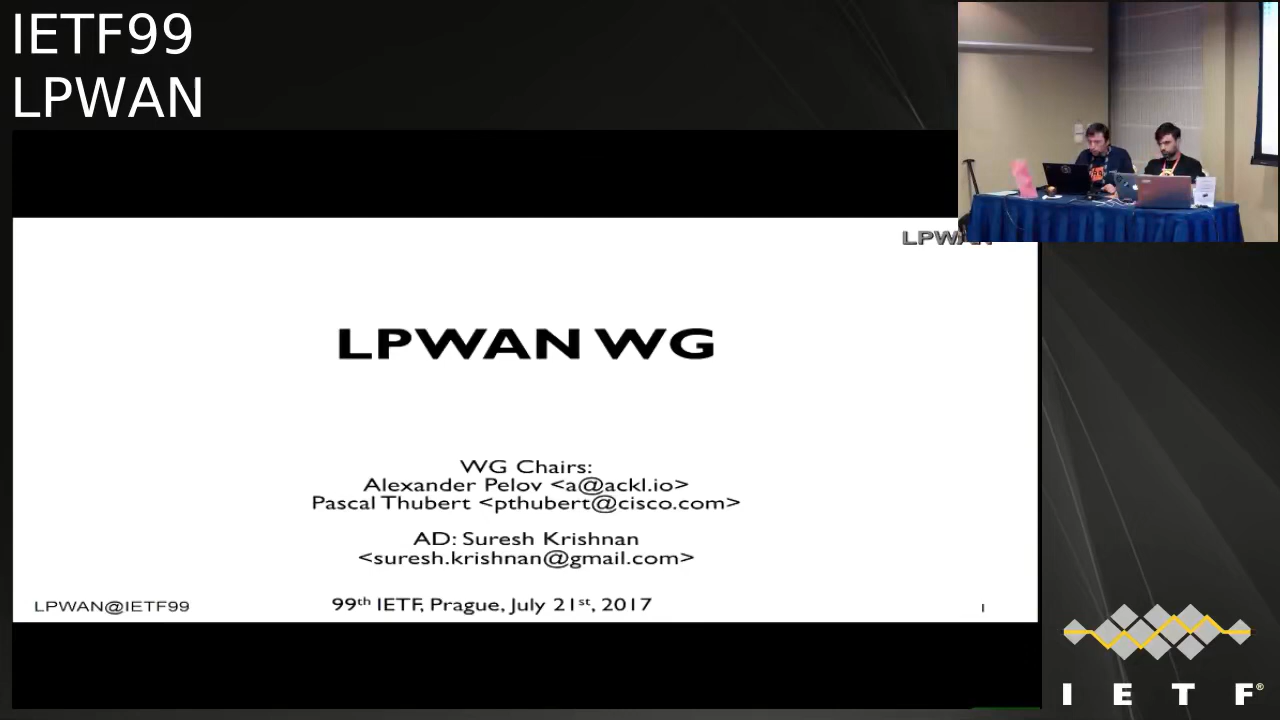 IETF99
LPWAN
LPWAN
LPWAN WG
WG Chairs:
Alexander Pelov <a@ackl.io>
Pascal Thubert <pthubert@cisco.com>
AD: Suresh Krishnan
<suresh.krishnan@gmail.com>
LPWAN@IETF99
99th IETF, Prague, July 21st, 2017
1
I E T F®